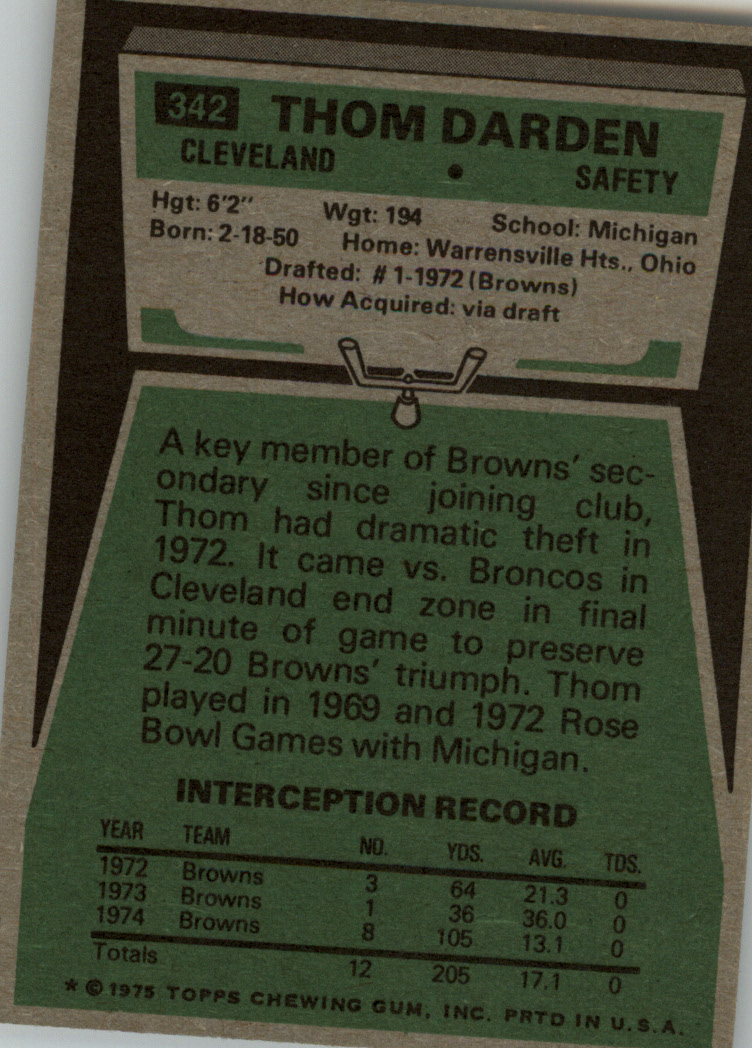 342 THOM DARDEN
CLEVELAND • SAFETY
Hgt: 6'2" Wgt: 194 School: Michigan
Born: 2-18-50 Home: Warrensville Hts., Ohio
Drafted: # 1-1972 (Browns)
How Acquired: via draft
A key member of Browns' sec-
ondary since joining club,
Thom had dramatic theft in
1972. It came vs. Broncos in
Cleveland end zone in final
minute of game to preserve
27-20 Browns' triumph. Thom
played in 1969 and 1972 Rose
Bowl Games with Michigan.
INTERCEPTION RECORD
YEAR TEAM NO. YDS. AVG. TDS.
1972 Browns 3 64 21.3 0
1973 Browns 1 36 36.0 0
1974 Browns 8 105 13.1 0
Totals 12 205 17.1 0
* © 1975 TOPPS CHEWING GUM, INC. PRTD IN U.S.A.